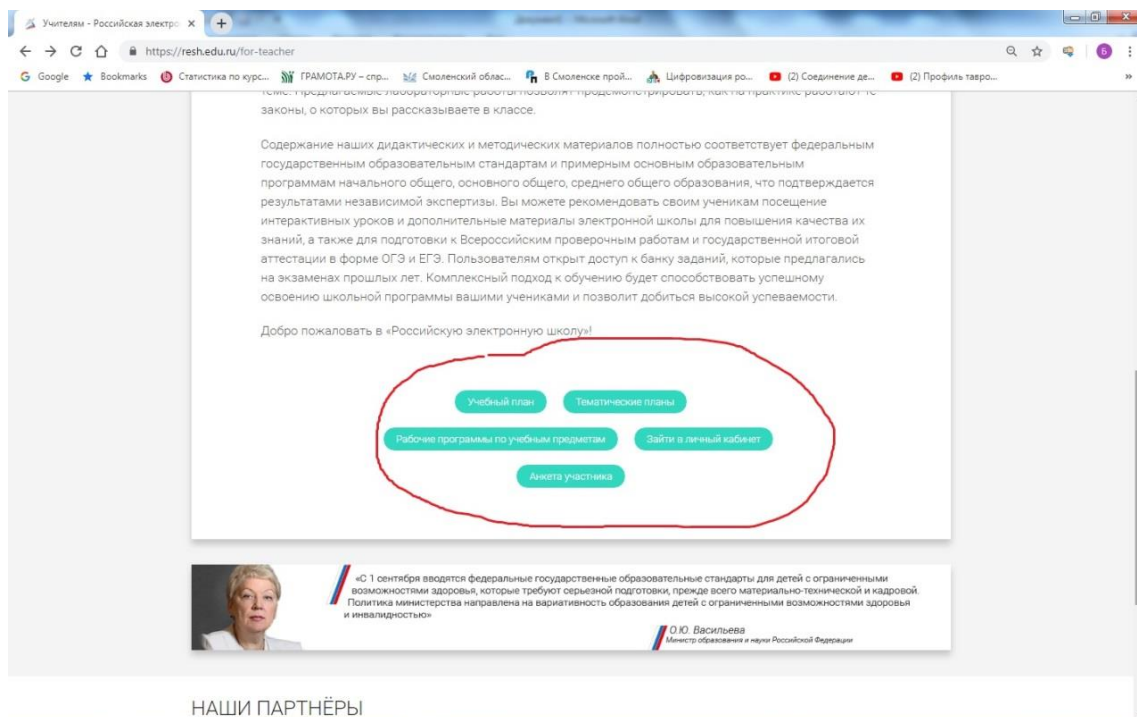 Учителям - Российская электро
https://resh.edu.ru/for-teacher
Google Bookmarks Статистика по курс... ГРАМОТА.РУ – спр... Смоленский облас... В Смоленске прой... Цифровизация ро... (2) Соединение де... (2) Профиль тавро... »
законы, о которых вы рассказываете в классе.
Содержание наших дидактических и методических материалов полностью соответствует федеральным
государственным образовательным стандартам и примерным основным образовательным
программам начального общего, основного общего, среднего общего образования, что подтверждается
результатами независимой экспертизы. Вы можете рекомендовать своим ученикам посещение
интерактивных уроков и дополнительные материалы электронной школы для повышения качества их
знаний, а также для подготовки к Всероссийским проверочным работам и государственной итоговой
аттестации в форме ОГЭ и ЕГЭ. Пользователям открыт доступ к банку заданий, которые предлагались
на экзаменах прошлых лет. Комплексный подход к обучению будет способствовать успешному
освоению школьной программы вашими учениками и позволит добиться высокой успеваемости.
Добро пожаловать в «Российскую электронную школу»!
Учебный план Тематические планы
Рабочие программы по учебным предметам Зайти в личный кабинет
Анкета участника
«С 1 сентября вводятся федеральные государственные образовательные стандарты для детей с ограниченными
возможностями здоровья, которые требуют серьезной подготовки, прежде всего материально-технической и кадровой.
Политика министерства направлена на вариативность образования детей с ограниченными возможностями здоровья
и инвалидностью»
О.Ю. Васильева
Министр образования и науки Российской Федерации
НАШИ ПАРТНЁРЫ